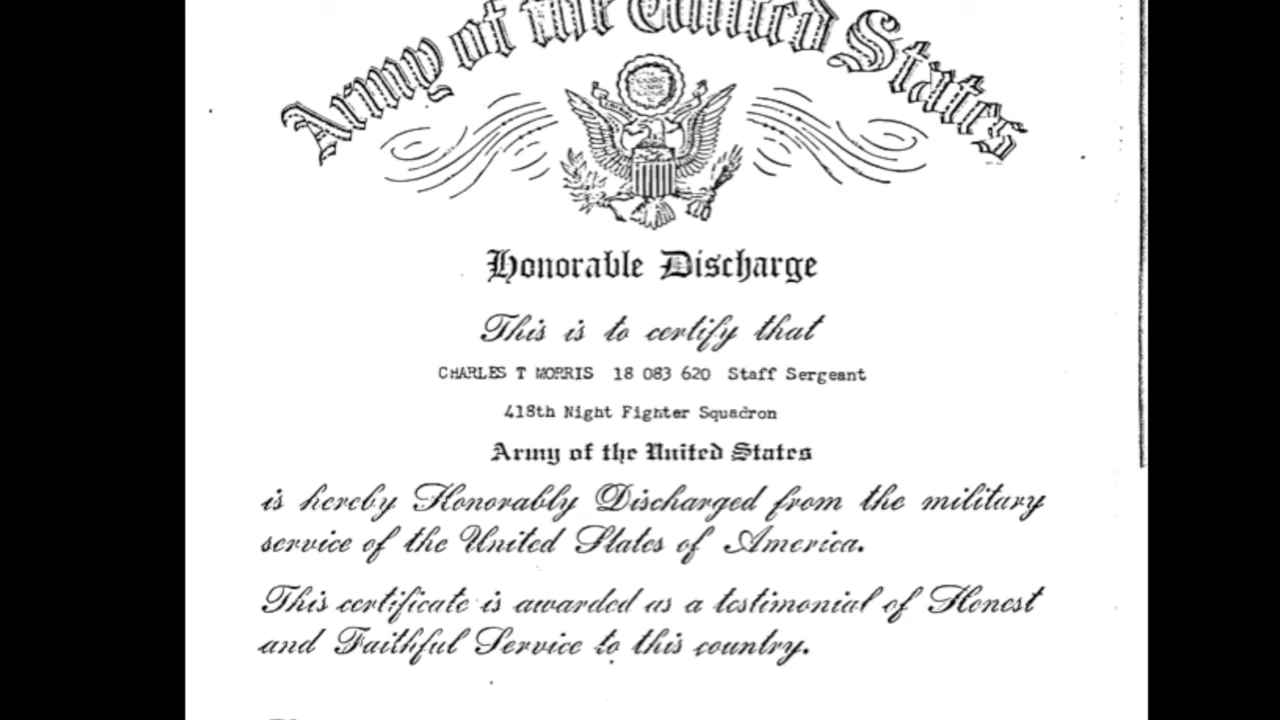 Army of the United States
Honorable Discharge
This is to certify that
CHARLES T MORRIS 18 083 620 Staff Sergeant
418th Night Fighter Squadron
Army of the United States
is hereby Honorably Discharged from the military
service of the United States of America.
This certificate is awarded as a testimonial of Honest
and Faithful Service to this country.